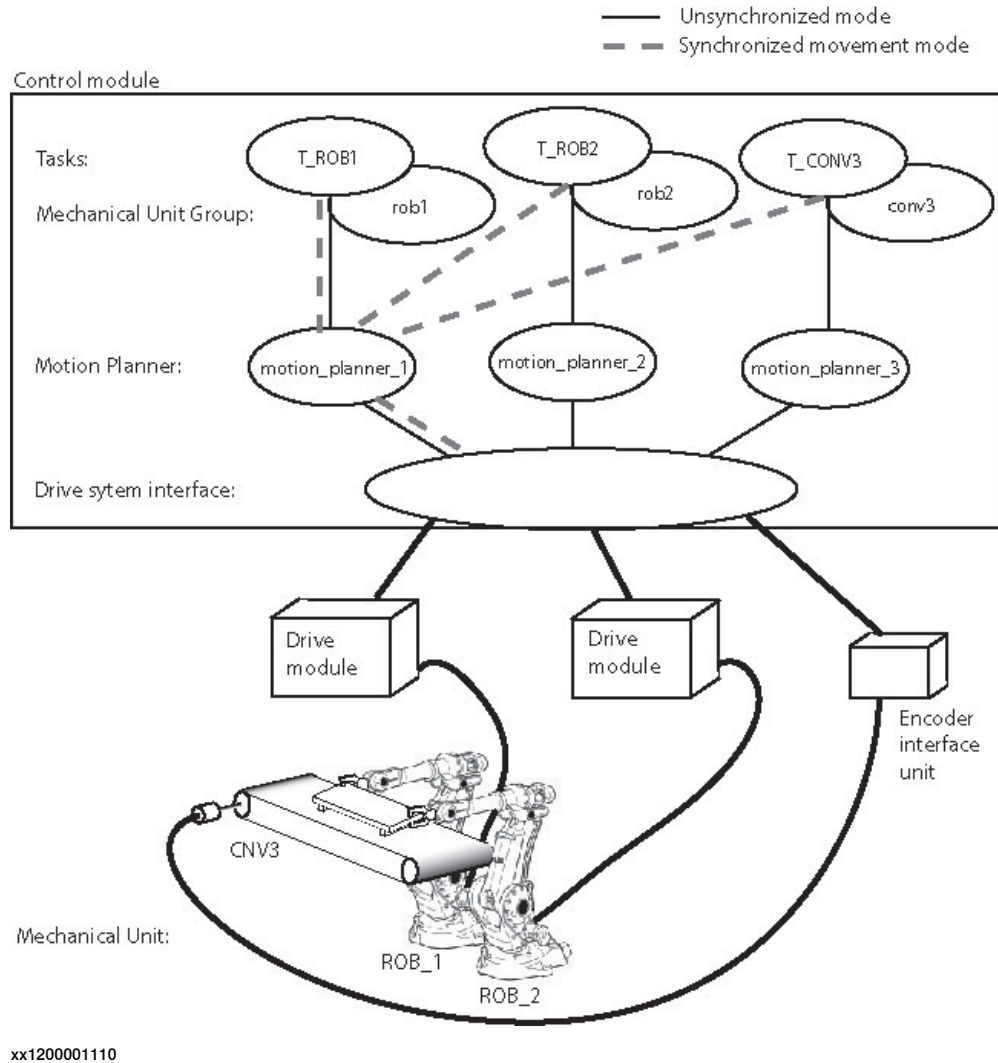 Unsynchronized mode
Synchronized movement mode
Control module
Tasks:
T_ROB1
T_ROB2
T_CONV3
Mechanical Unit Group:
rob1
rob2
conv3
Motion Planner:
motion_planner_1
motion_planner_2
motion_planner_3
Drive sytem interface:
Drive
module
Drive
module
Encoder
interface
unit
CNV3
Mechanical Unit:
ROB_1
ROB_2
xx1200001110